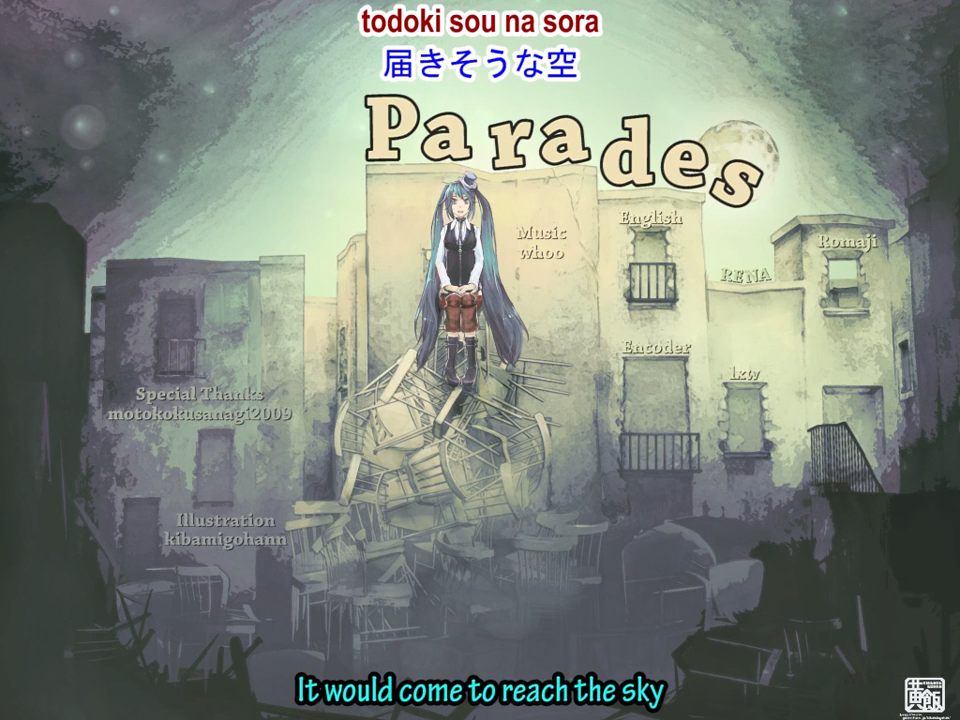 todoki sou na sora
届きそうな空
Parades
Music
whoo
English
RENA
Romaji
Encoder
1xtv
Special Thanks
motokokusanagi2009
Illustration
kibamigohann
It would come to reach the sky